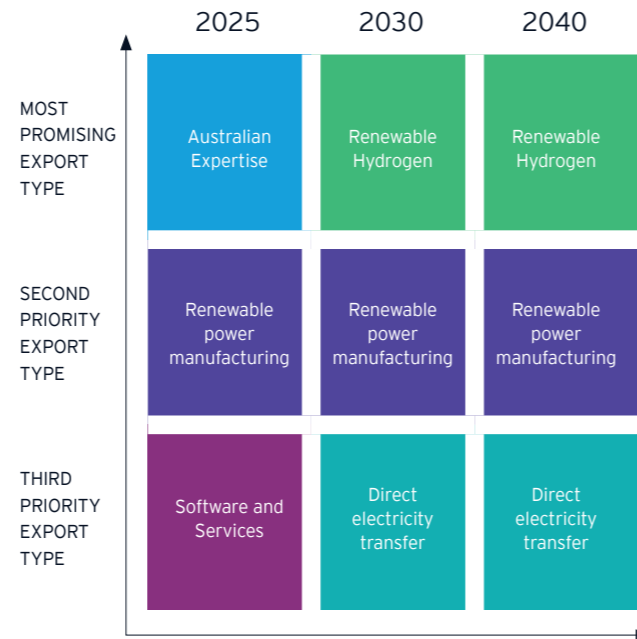 2025 2030 2040
MOST
PROMISING
EXPORT
TYPE
Australian
Expertise
Renewable
Hydrogen
Renewable
Hydrogen
SECOND
PRIORITY
EXPORT
TYPE
Renewable
power
manufacturing
Renewable
power
manufacturing
Renewable
power
manufacturing
THIRD
PRIORITY
EXPORT
TYPE
Software and
Services
Direct
electricity
transfer
Direct
electricity
transfer